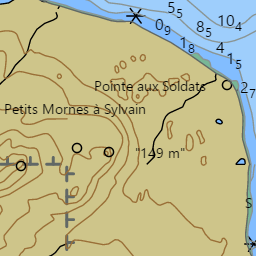 5₅
10₄
0₉
8₅
1₈
4
1₅
Pointe aux Soldats
2₇
Petits Mornes à Sylvain
"149 m"
S